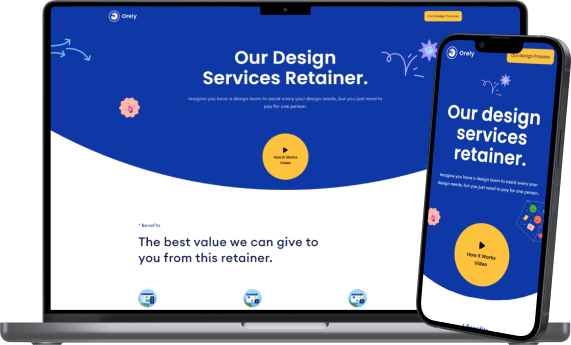 Orely
Our Design Process
Our Design
Services Retainer.
Imagine you have a design team to assist every your design needs, but you just need to
pay for one person.
How It Works
Video
* Benefits
The best value we can give to
you from this retainer.
Orely
Our Design Process
Our design
services
retainer.
Imagine you have a design team to assist every your
design needs, but you just need to pay for one person.
How It Works
Video
* Benefits